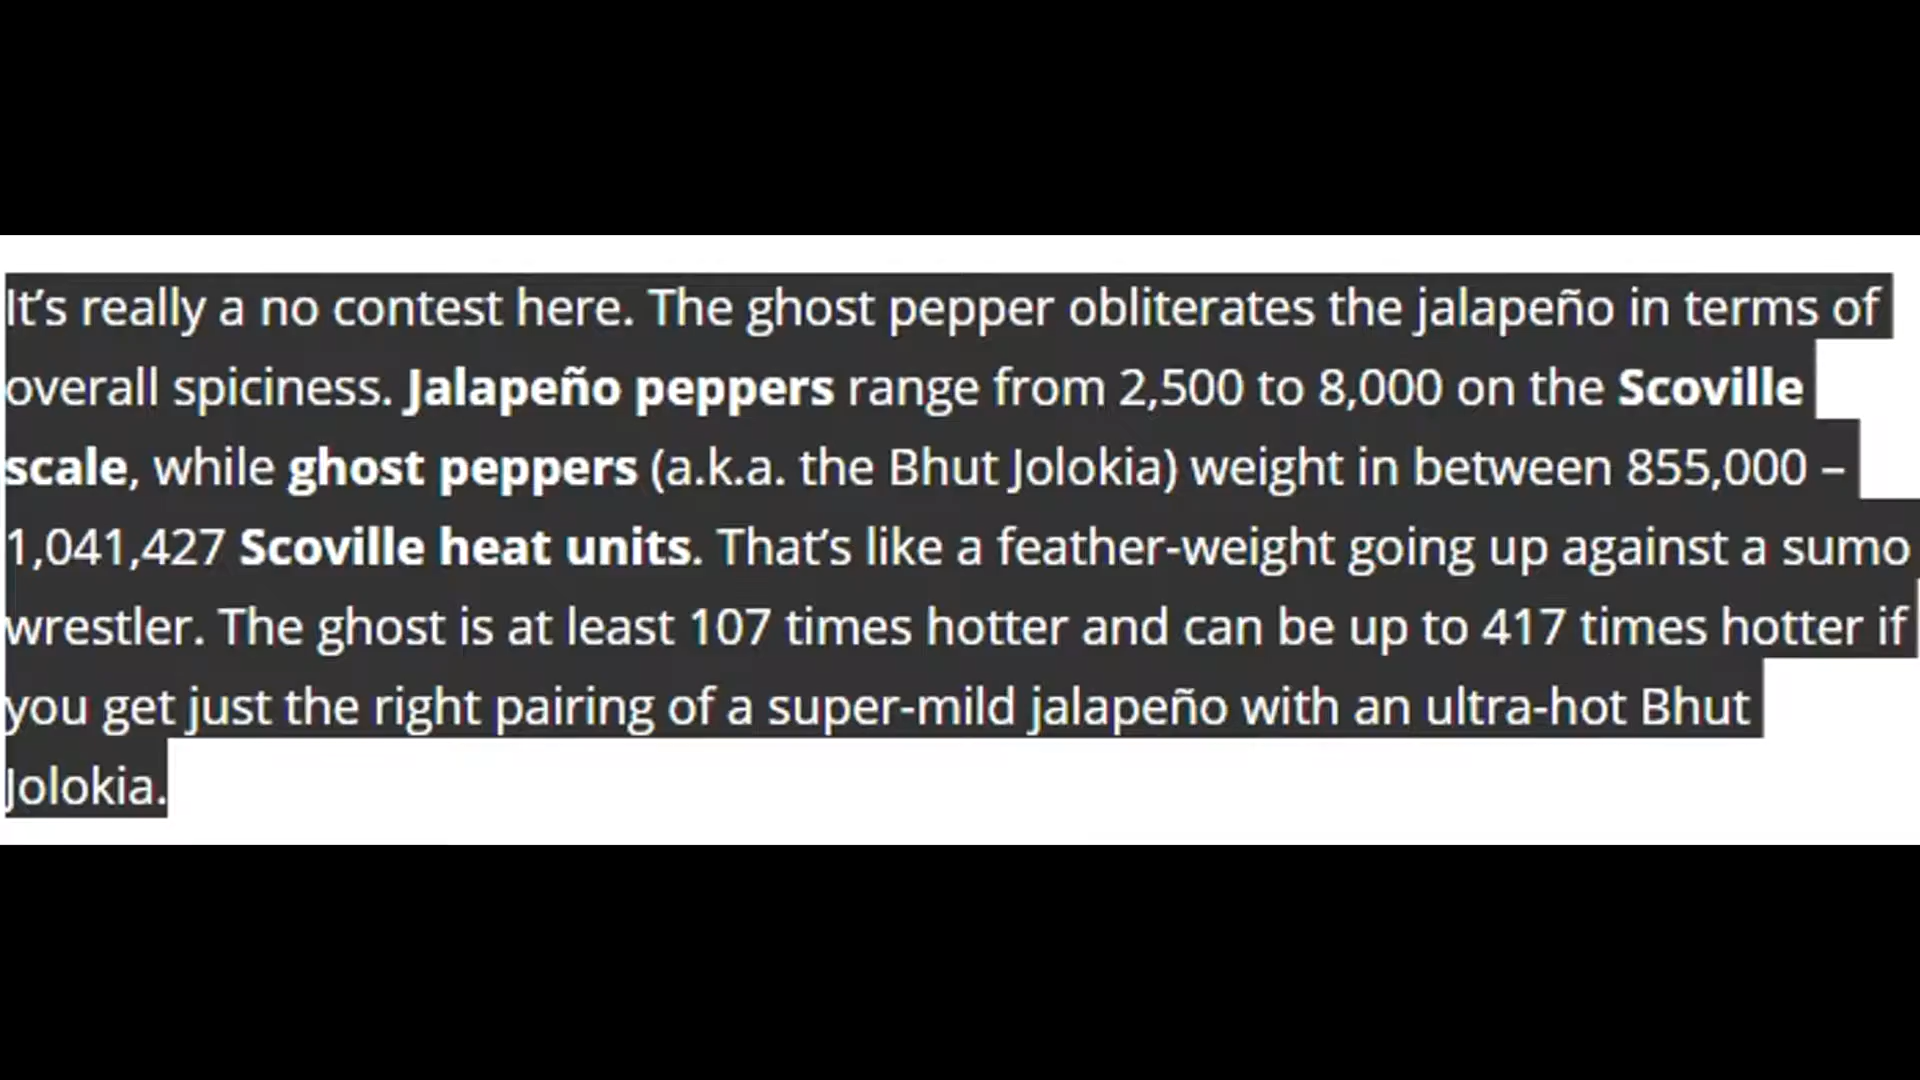 It’s really a no contest here. The ghost pepper obliterates the jalapeño in terms of
overall spiciness. Jalapeño peppers range from 2,500 to 8,000 on the Scoville
scale, while ghost peppers (a.k.a. the Bhut Jolokia) weight in between 855,000 –
1,041,427 Scoville heat units. That’s like a feather-weight going up against a sumo
wrestler. The ghost is at least 107 times hotter and can be up to 417 times hotter if
you get just the right pairing of a super-mild jalapeño with an ultra-hot Bhut
Jolokia.